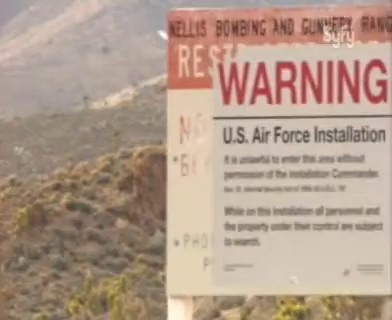 NELLIS BOMBING AND GUNNERY RANG
Syfy
REST
WARNING
U.S. Air Force Installation
It is unlawful to enter this area without
permission of the Installation Commander.
While on this Installation all personnel and
the property under their control are subject
to search.
PHO